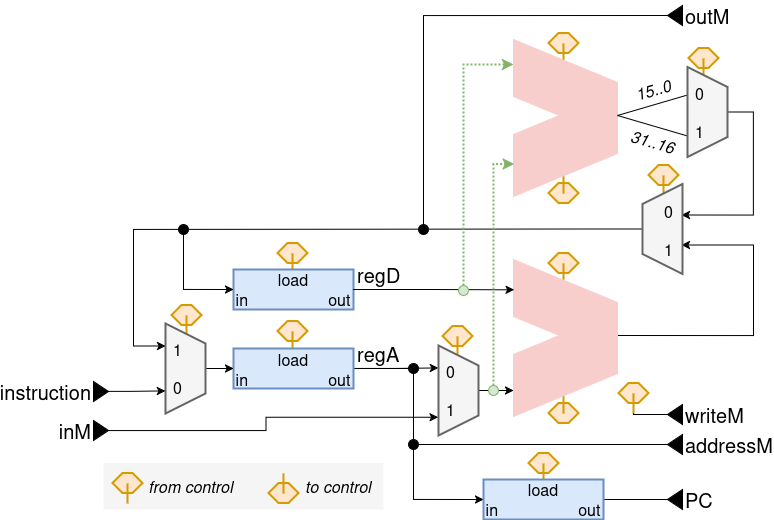 outM
15..0
0
1
31..16
0
1
load
in
out
regD
1
0
load
in
out
regA
0
1
instruction
inM
writeM
addressM
from control
to control
load
in
out
PC